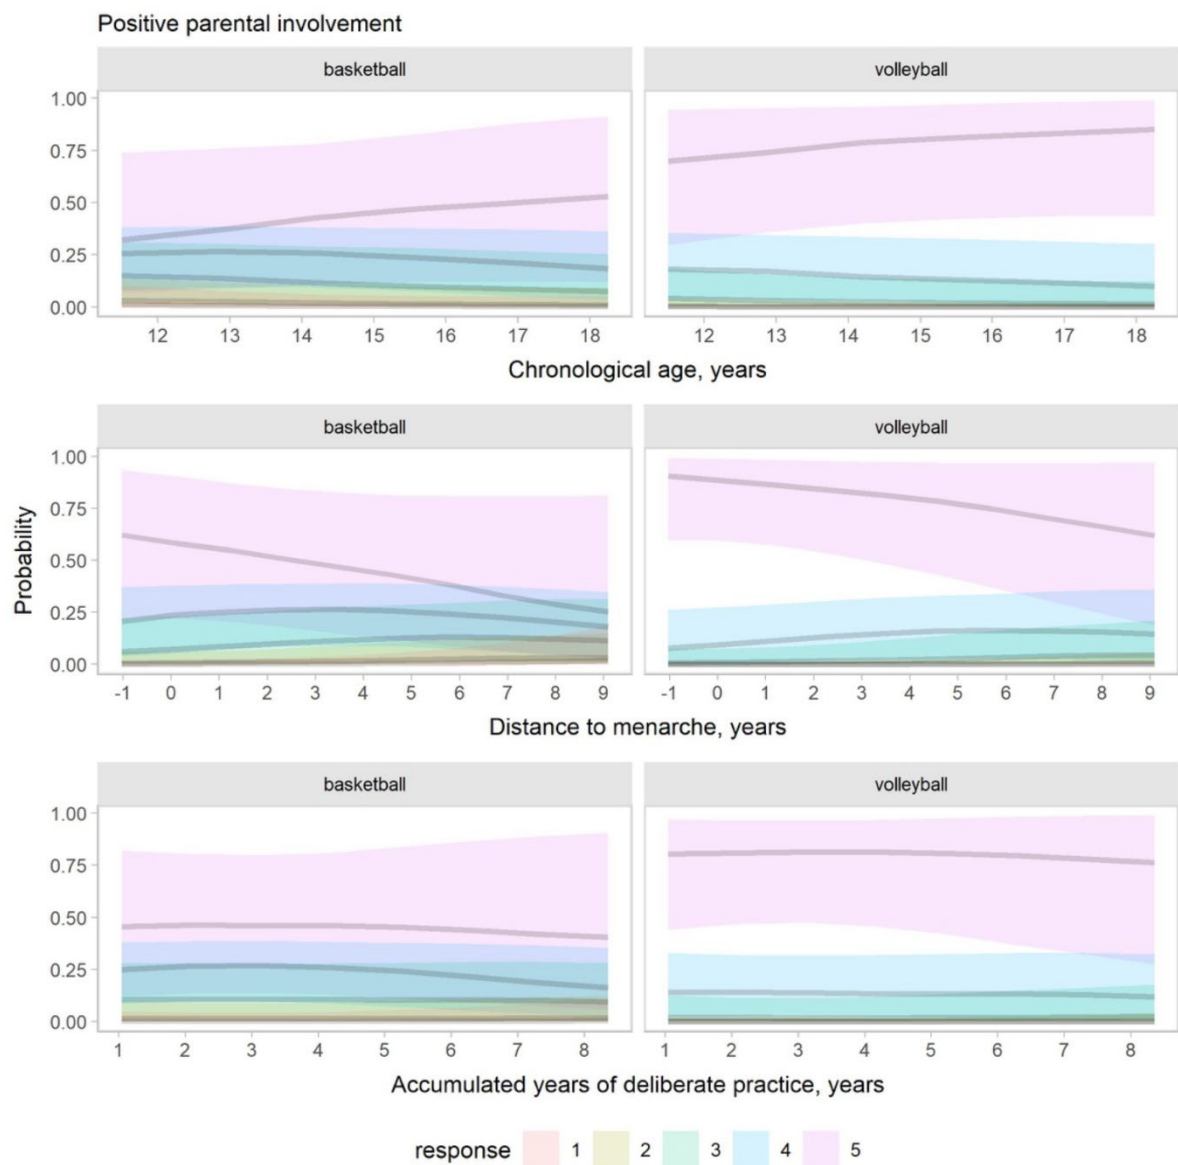 Positive parental involvement
basketball volleyball
1.00
0.75
0.50
0.25
0.00
12 13 14 15 16 17 18 12 13 14 15 16 17 18
Chronological age, years
basketball volleyball
Probability
1.00
0.75
0.50
0.25
0.00
-1 0 1 2 3 4 5 6 7 8 9 -1 0 1 2 3 4 5 6 7 8 9
Distance to menarche, years
basketball volleyball
1.00
0.75
0.50
0.25
0.00
1 2 3 4 5 6 7 8 1 2 3 4 5 6 7 8
Accumulated years of deliberate practice, years
response 1 2 3 4 5